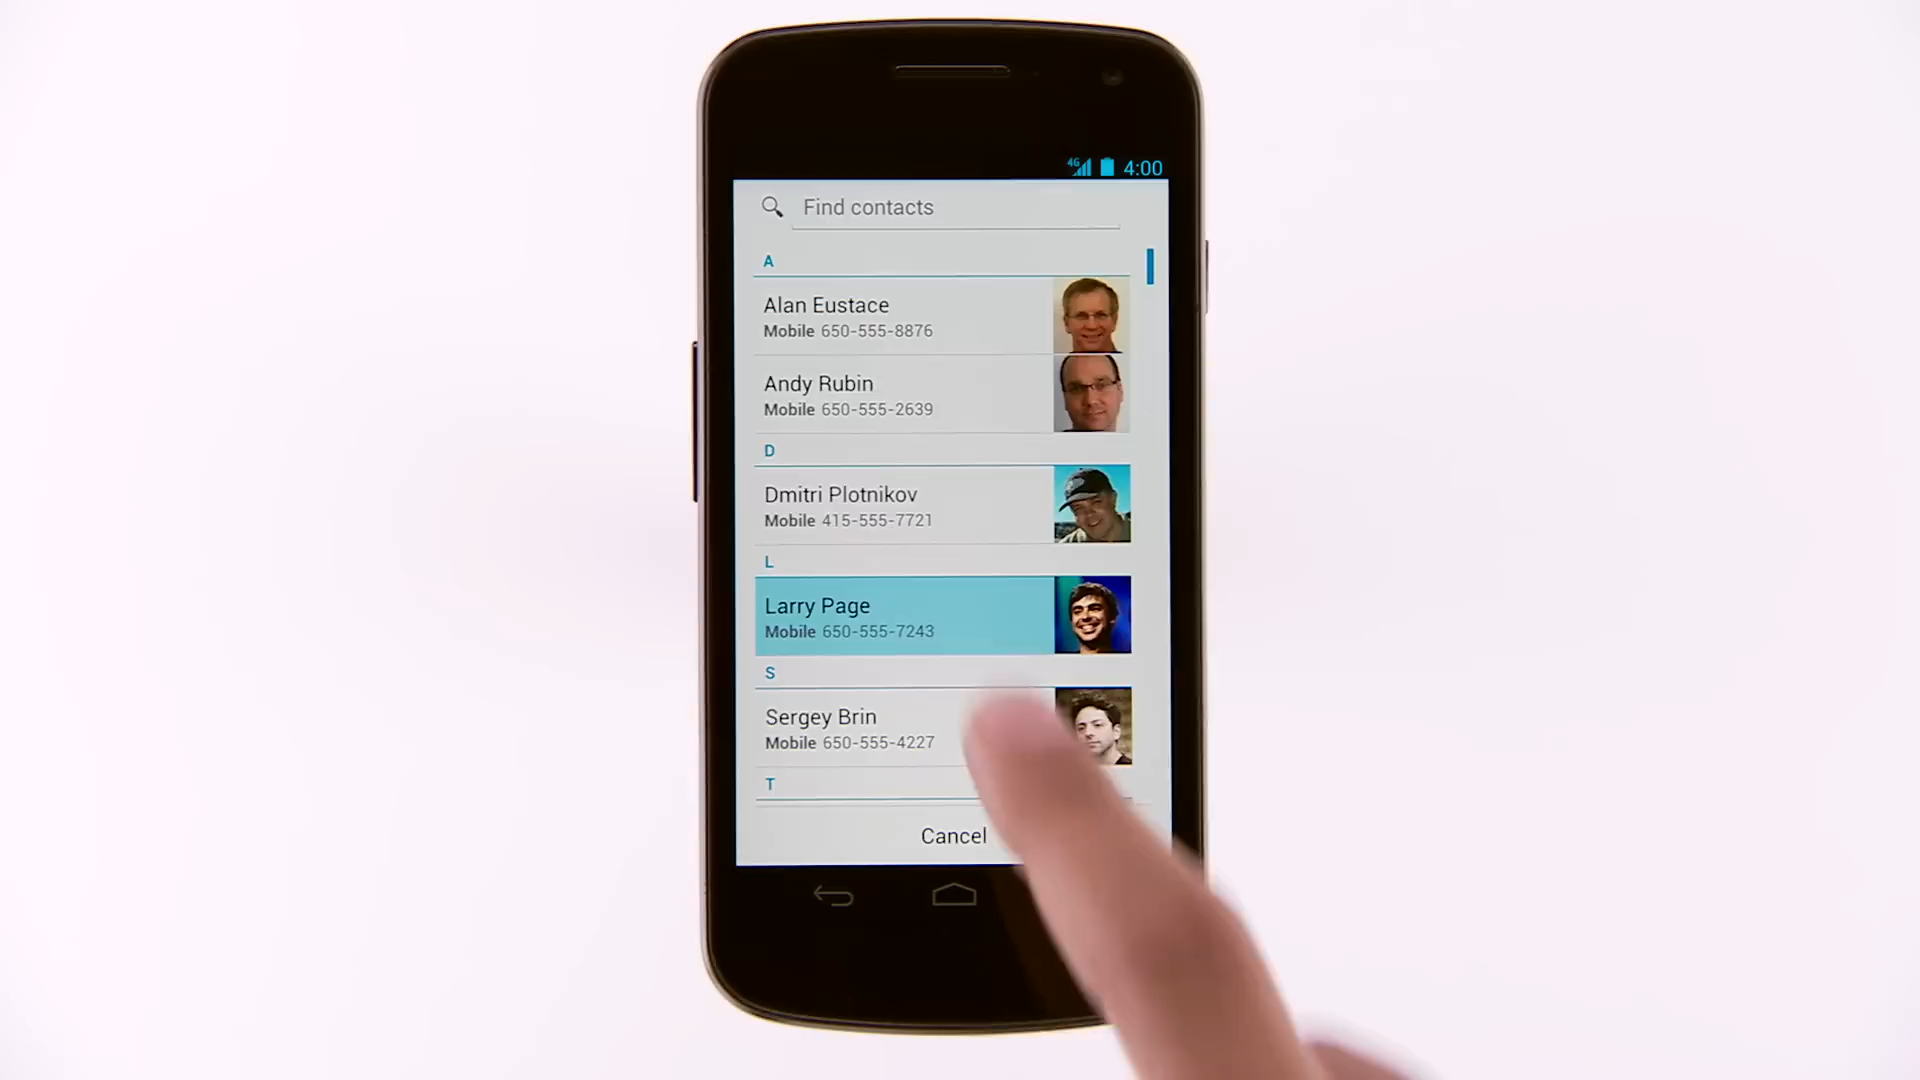 4G 4:00
Find contacts
A
Alan Eustace
Mobile 650-555-8876
Andy Rubin
Mobile 650-555-2639
D
Dmitri Plotnikov
Mobile 415-555-7721
L
Larry Page
Mobile 650-555-7243
S
Sergey Brin
Mobile 650-555-4227
T
Cancel